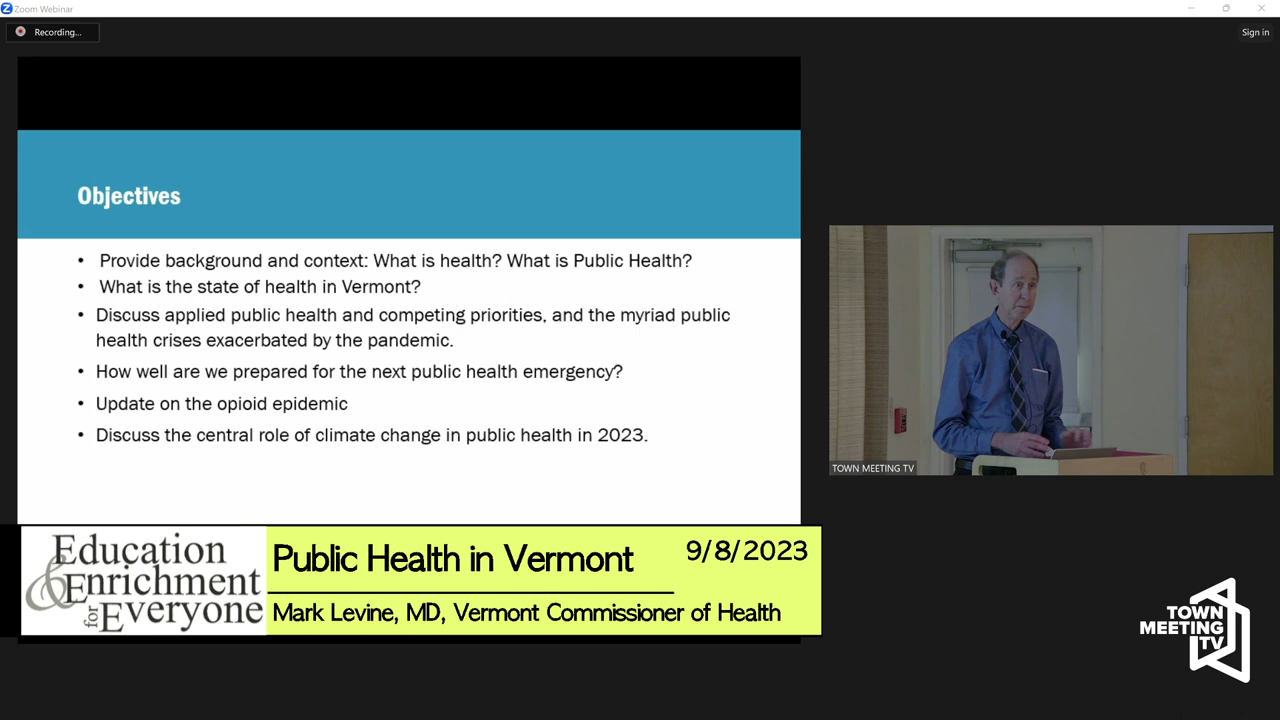 Zoom Webinar
Recording...
Sign in
Objectives
• Provide background and context: What is health? What is Public Health?
• What is the state of health in Vermont?
• Discuss applied public health and competing priorities, and the myriad public
health crises exacerbated by the pandemic.
• How well are we prepared for the next public health emergency?
• Update on the opioid epidemic
• Discuss the central role of climate change in public health in 2023.
TOWN MEETING TV
Education
& Enrichment
for Everyone
Public Health in Vermont
9/8/2023
Mark Levine, MD, Vermont Commissioner of Health
TOWN
MEETING
TV